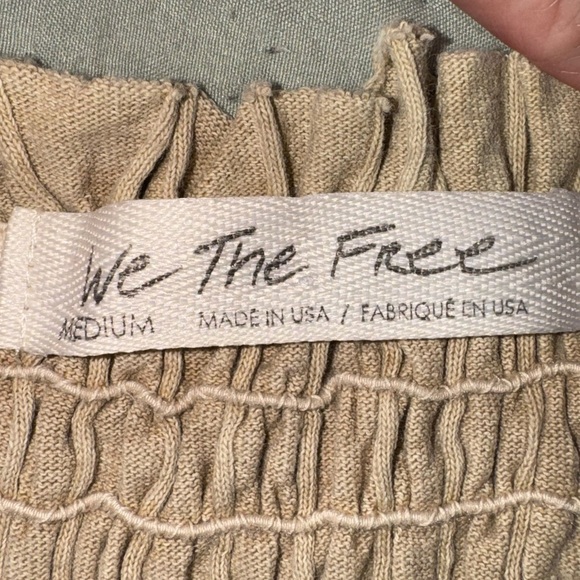 We The Free
MEDIUM MADE IN USA / FABRIQUÉ EN USA